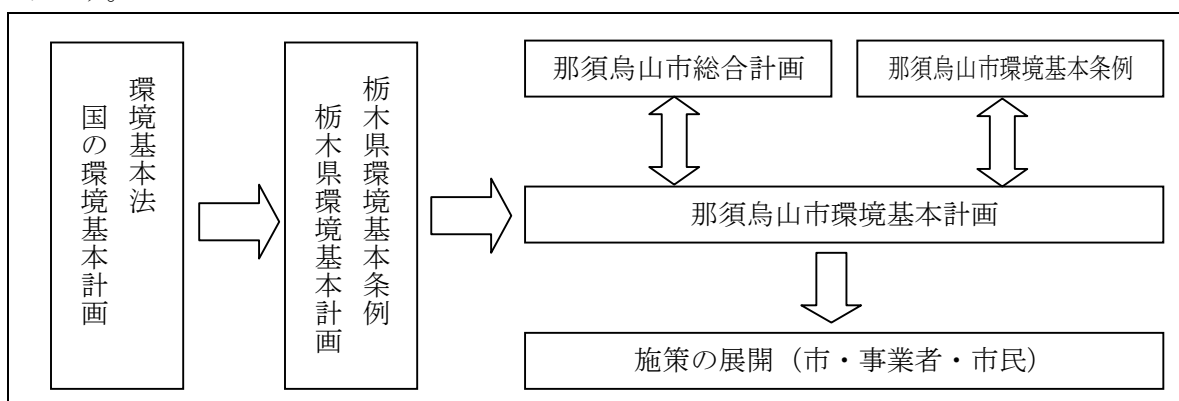 環境基本法
国の環境基本計画
栃木県環境基本条例
栃木県環境基本計画
那須烏山市総合計画
那須烏山市環境基本条例
那須烏山市環境基本計画
施策の展開（市・事業者・市民）